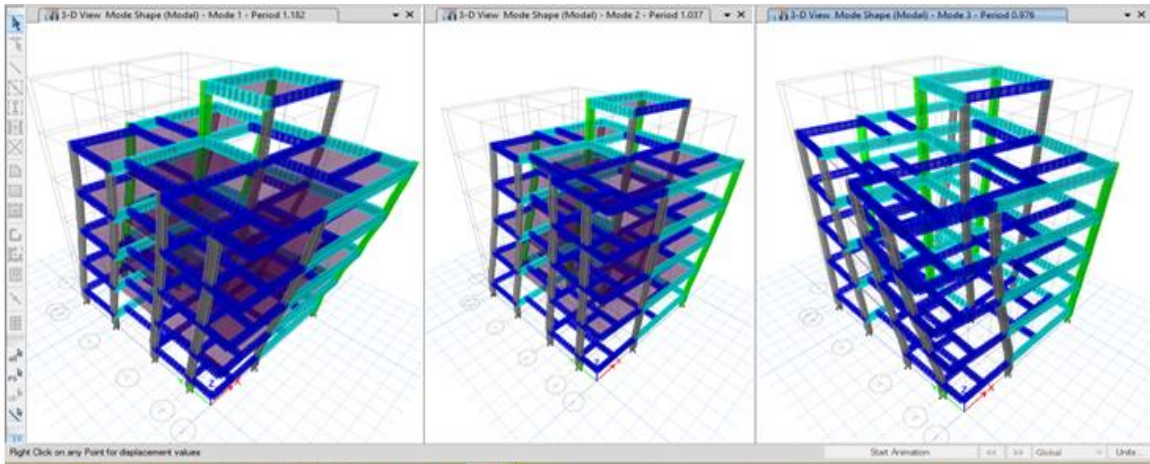 3-D View Mode Shape (Modal) - Mode 1 - Period 1.182
3-D View Mode Shape (Modal) - Mode 2 - Period 1.037
3-D View Mode Shape (Modal) - Mode 3 - Period 0.976
Z
X
Z
X
Z
X
Right Click on any Point for displacement values
Start Animation
<<
>>
Global
Units...